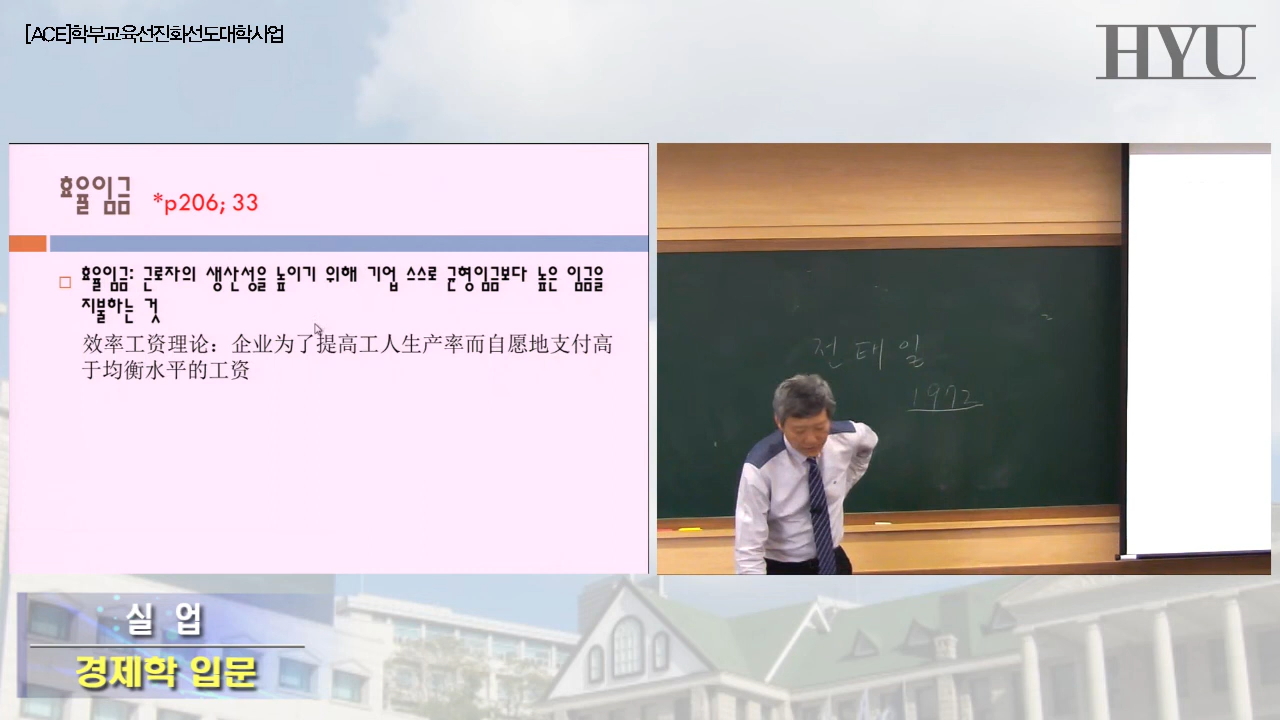 [ACE]학부교육선진화선도대학사업
HYU
효율임금 *p206; 33
효율임금: 근로자의 생산성을 높이기 위해 기업 스스로 균형임금보다 높은 임금을
지불하는 것
效率工资理论：企业为了提高工人生产率而自愿地支付高
于均衡水平的工资
전태일
1972
실 업
경제학 입문